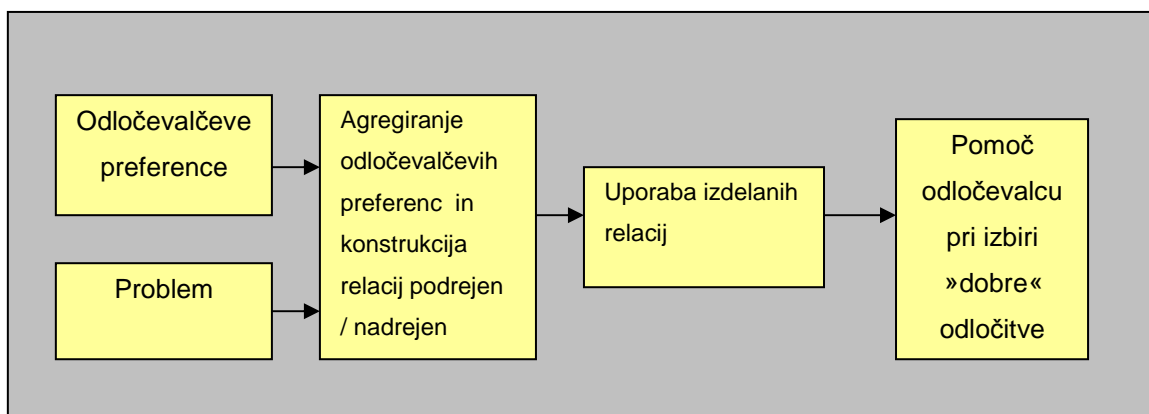 Odločevalčeve
preference
Problem
Agregiranje
odločevalčevih
preferenc in
konstrukcija
relacij podrejen
/ nadrejen
Uporaba izdelanih
relacij
Pomoč
odločevalcu
pri izbiri
»dobre«
odločitve